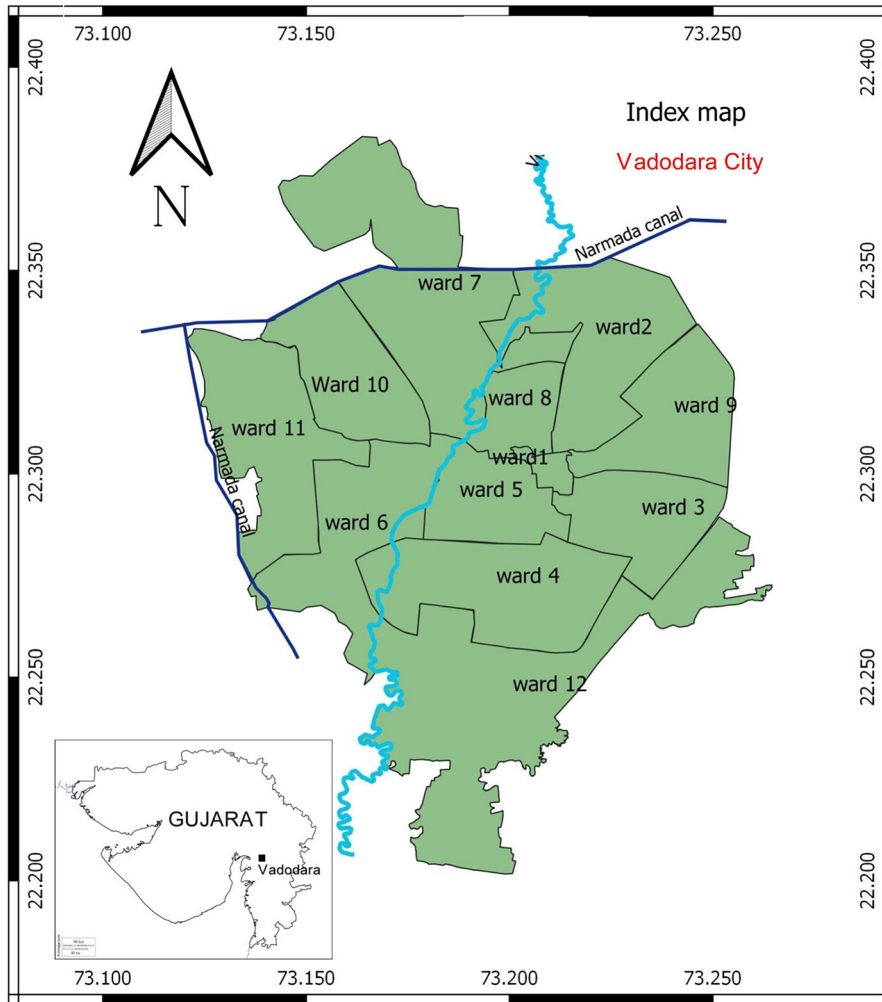 73.100 73.150 73.250
22.400 22.400
Index map
Vadodara City
N
Narmada canal
22.350 22.350
ward 7
ward2
Ward 10
ward 8
ward 9
ward 11
Narmada canal
ward1
22.300 22.300
ward 5
ward 3
ward 6
ward 4
22.250 22.250
ward 12
GUJARAT
Vadodara
22.200 22.200
73.100 73.150 73.200 73.250